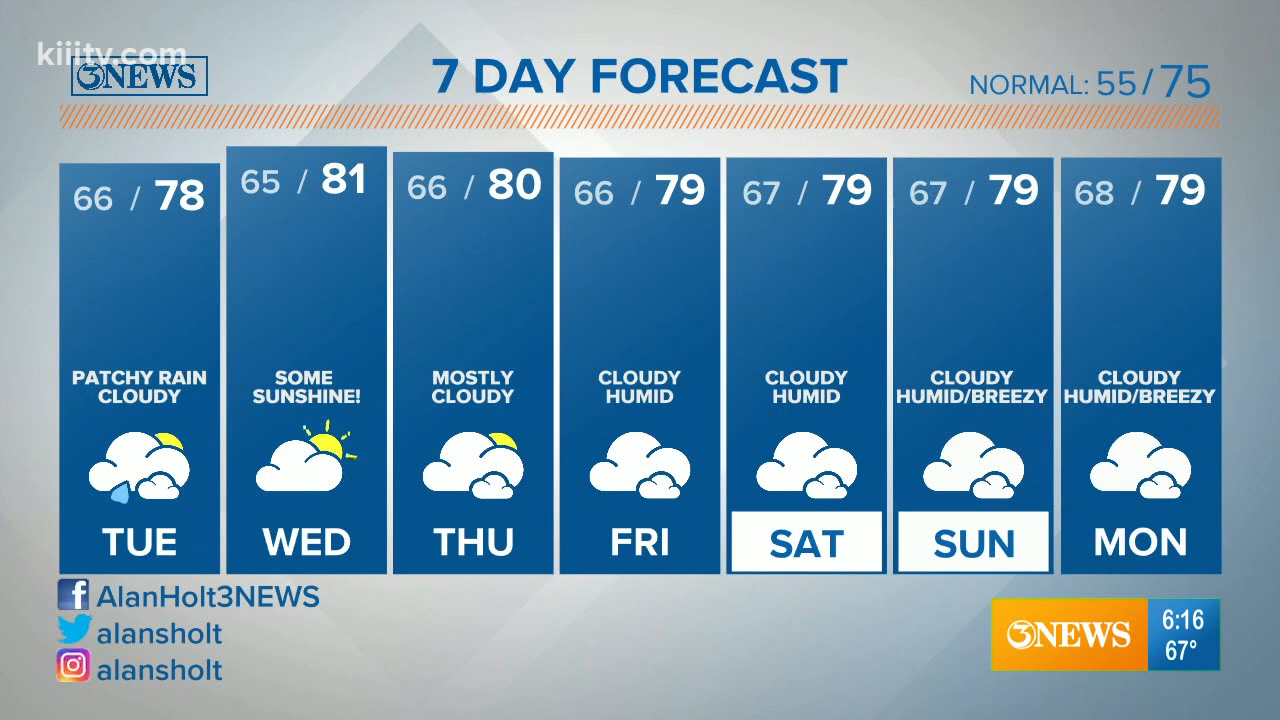 kiiitv.com
3NEWS
7 DAY FORECAST
NORMAL: 55/75
66 / 78
65 / 81
66 / 80
66 / 79
67 / 79
67 / 79
68 / 79
PATCHY RAIN
CLOUDY
SOME
SUNSHINE!
MOSTLY
CLOUDY
CLOUDY
HUMID
CLOUDY
HUMID
CLOUDY
HUMID/BREEZY
CLOUDY
HUMID/BREEZY
TUE
WED
THU
FRI
SAT
SUN
MON
f AlanHolt3NEWS
alansholt
alansholt
3NEWS
6:16
67°